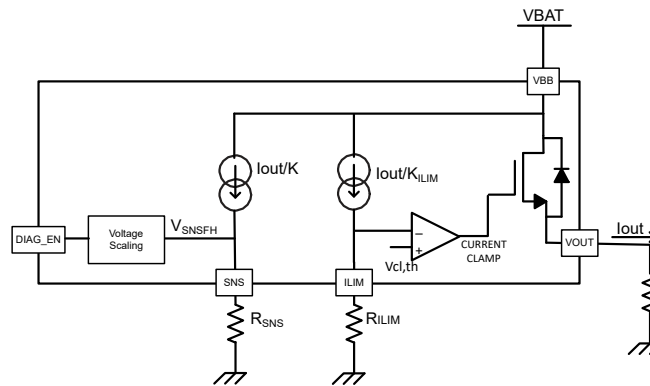 VBAT
VBB
Iout/K
Iout/KILIM
DIAG_EN
Voltage
Scaling
VSNSFH
Vcl,th
CURRENT
CLAMP
VOUT
Iout
SNS
ILIM
RSNS
RILIM